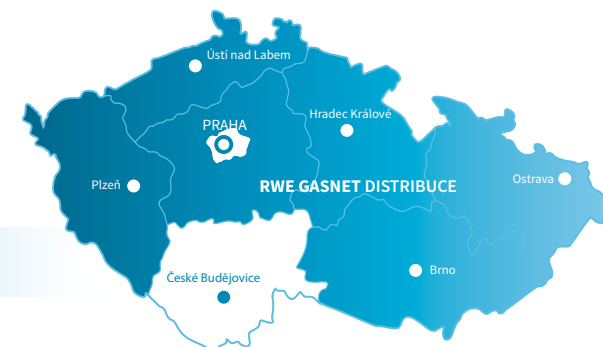 Ústí nad Labem
Hradec Králové
PRAHA
Plzeň
RWE GASNET DISTRIBUCE
Ostrava
České Budějovice
Brno